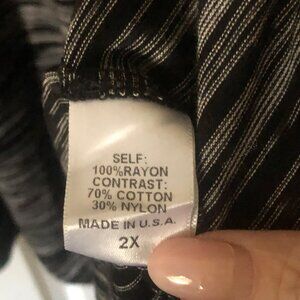 SELF:
100%RAYON
CONTRAST:
70% COTTON
30% NYLON
MADE IN U.S.A.
2X